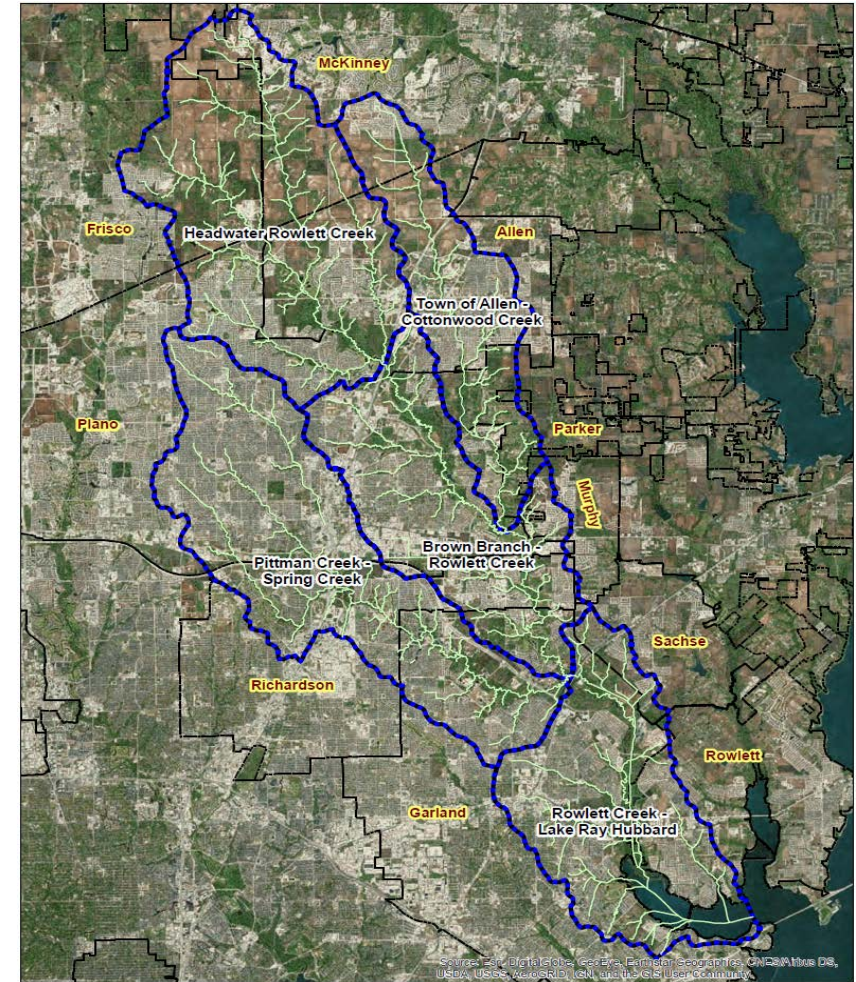 McKinney
Frisco
Headwater Rowlett Creek
Allen
Town of Allen -
Cottonwood Creek
Plano
Parker
Murphy
Brown Branch -
Rowlett Creek
Pittman Creek -
Spring Creek
Sachse
Richardson
Rowlett
Garland
Rowlett Creek -
Lake Ray Hubbard
Source: Esri, DigitalGlobe, GeoEye, Earthstar Geographics, CNES/Airbus DS,
USDA, USGS, AeroGRID, IGN, and the GIS User Community